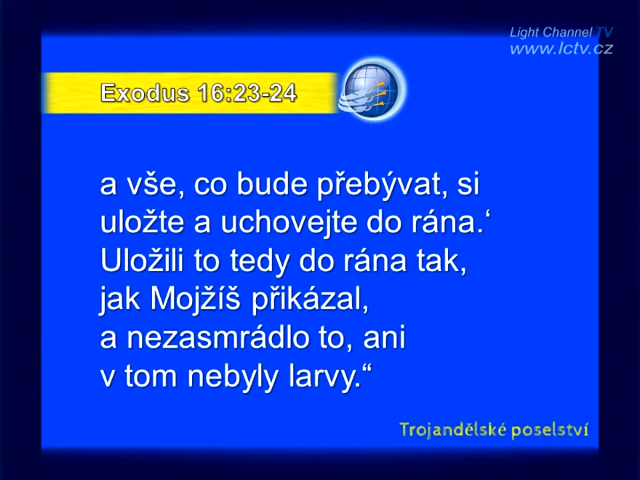 Light Channel TV
www.lctv.cz
Exodus 16:23-24
a vše, co bude přebývat, si
uložte a uchovejte do rána.‘
Uložili to tedy do rána tak,
jak Mojžíš přikázal,
a nezasmrádlo to, ani
v tom nebyly larvy.“
Trojandělské poselství